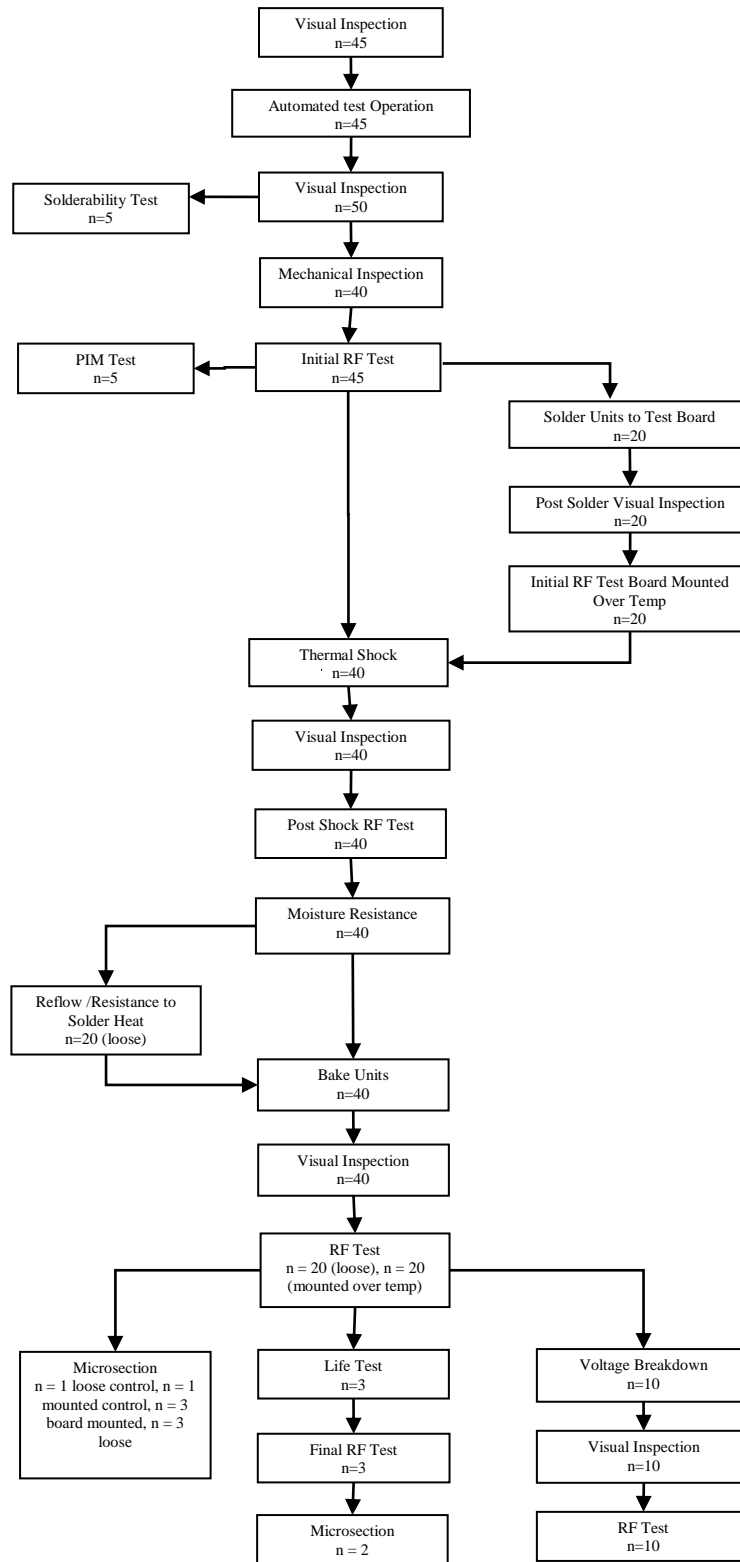 Visual Inspection
n=45
Automated test Operation
n=45
Visual Inspection
n=50
Solderability Test
n=5
Mechanical Inspection
n=40
Initial RF Test
n=45
PIM Test
n=5
Solder Units to Test Board
n=20
Post Solder Visual Inspection
n=20
Initial RF Test Board Mounted
Over Temp
n=20
Thermal Shock
n=40
Visual Inspection
n=40
Post Shock RF Test
n=40
Moisture Resistance
n=40
Reflow /Resistance to
Solder Heat
n=20 (loose)
Bake Units
n=40
Visual Inspection
n=40
RF Test
n = 20 (loose), n = 20
(mounted over temp)
Microsection
n = 1 loose control, n = 1
mounted control, n = 3
board mounted, n = 3
loose
Life Test
n=3
Final RF Test
n=3
Microsection
n = 2
Voltage Breakdown
n=10
Visual Inspection
n=10
RF Test
n=10